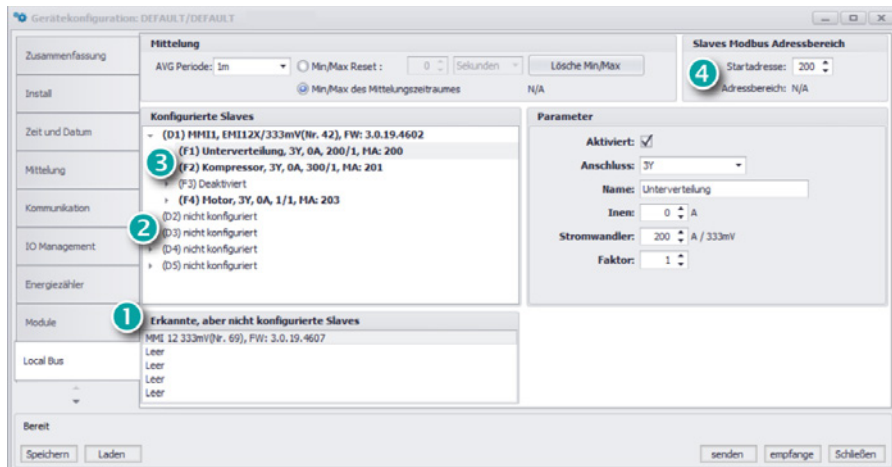 Gerätekonfiguration: DEFAULT/DEFAULT
Zusammenfassung
Install
Zeit und Datum
Mittelung
Kommunikation
IO Management
Energiezähler
Module
Local Bus
Mittelung
AVG Periode: 1m
Min/Max Reset :
0
Sekunden
Lösche Min/Max
Min/Max des Mittelungszeitraumes
N/A
Slaves Modbus Adressbereich
4
Startadresse: 200
Adressbereich: N/A
Konfigurierte Slaves
(D1) MMI1, EMI12X/333mV(Nr. 42), FW: 3.0.19.4602
3
(F1) Unterverteilung, 3Y, 0A, 200/1, MA: 200
(F2) Kompressor, 3Y, 0A, 300/1, MA: 201
(F3) Deaktiviert
(F4) Motor, 3Y, 0A, 1/1, MA: 203
2
(D2) nicht konfiguriert
(D3) nicht konfiguriert
(D4) nicht konfiguriert
(D5) nicht konfiguriert
Parameter
Aktiviert:
Anschluss: 3Y
Name: Unterverteilung
Inen: 0 A
Stromwandler: 200 A / 333mV
Faktor: 1
1
Erkannte, aber nicht konfigurierte Slaves
MMI 12 333mV(Nr. 69), FW: 3.0.19.4607
Leer
Leer
Leer
Leer
Bereit
Speichern Laden senden empfange Schließen